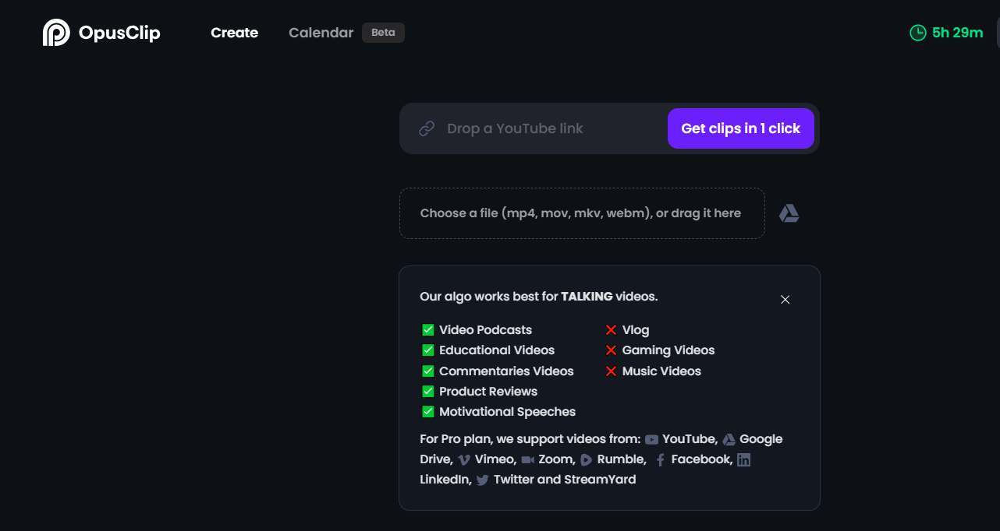 OpusClip Create Calendar Beta 5h 29m
Drop a YouTube link Get clips in 1 click
Choose a file (mp4, mov, mkv, webm), or drag it here
Our algo works best for TALKING videos.
✅ Video Podcasts ❌ Vlog
✅ Educational Videos ❌ Gaming Videos
✅ Commentaries Videos ❌ Music Videos
✅ Product Reviews
✅ Motivational Speeches
For Pro plan, we support videos from: YouTube, Google
Drive, Vimeo, Zoom, Rumble, Facebook,
LinkedIn, Twitter and StreamYard